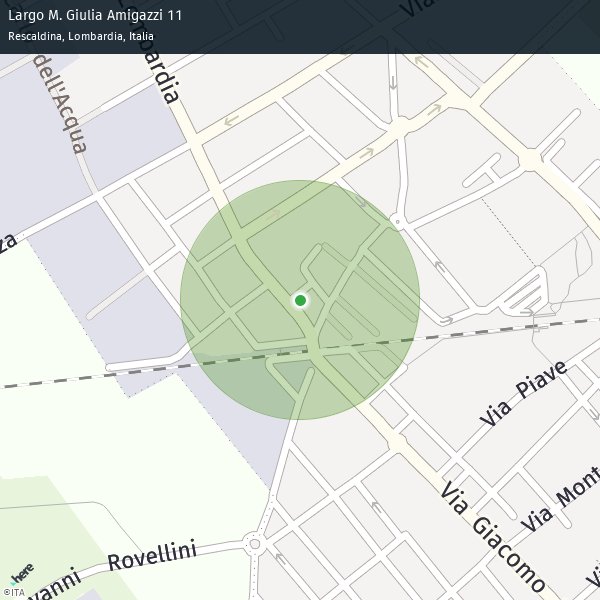 Largo M. Giulia Amigazzi 11
Rescaldina, Lombardia, Italia
Via
dell'Acqua
Lombardia
za
Via Piave
Via Mont
Via Giacomo
Rovellini
vanni
here
©ITA